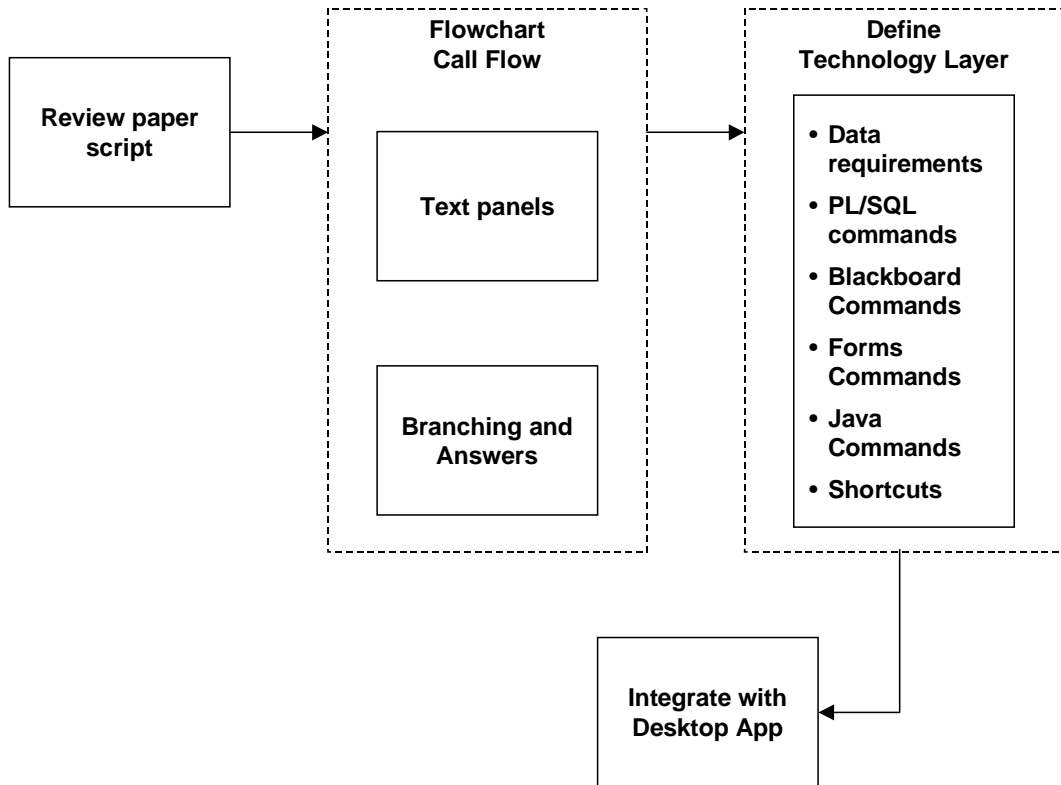 Review paper
script
Flowchart
Call Flow
Text panels
Branching and
Answers
Define
Technology Layer
• Data
requirements
• PL/SQL
commands
• Blackboard
Commands
• Forms
Commands
• Java
Commands
• Shortcuts
Integrate with
Desktop App